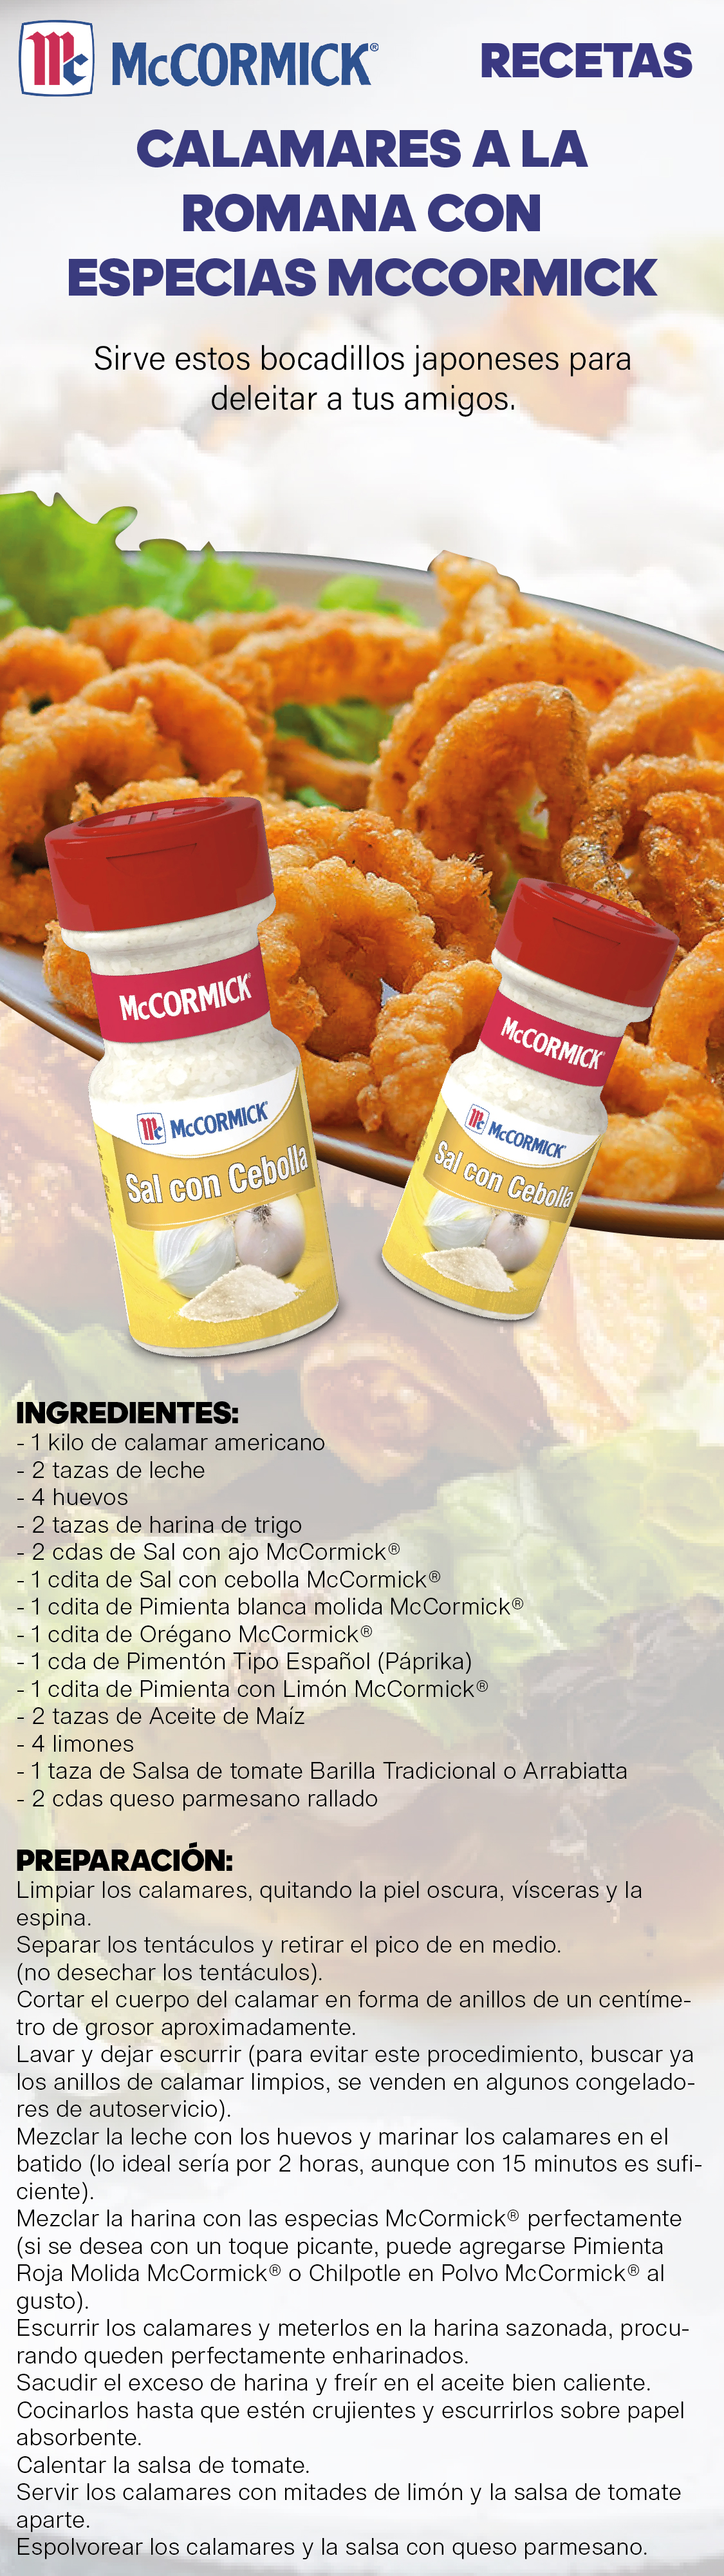 Mc McCORMICK® RECETAS
CALAMARES A LA
ROMANA CON
ESPECIAS MCCORMICK
Sirve estos bocadillos japoneses para
deleitar a tus amigos.
McCORMICK®
Mc McCORMICK®
Sal con Cebolla
McCORMICK®
Mc McCORMICK®
Sal con Cebolla
INGREDIENTES:
- 1 kilo de calamar americano
- 2 tazas de leche
- 4 huevos
- 2 tazas de harina de trigo
- 2 cdas de Sal con ajo McCormick®
- 1 cdita de Sal con cebolla McCormick®
- 1 cdita de Pimienta blanca molida McCormick®
- 1 cdita de Orégano McCormick®
- 1 cda de Pimentón Tipo Español (Páprika)
- 1 cdita de Pimienta con Limón McCormick®
- 2 tazas de Aceite de Maíz
- 4 limones
- 1 taza de Salsa de tomate Barilla Tradicional o Arrabiatta
- 2 cdas queso parmesano rallado
PREPARACIÓN:
Limpiar los calamares, quitando la piel oscura, vísceras y la
espina.
Separar los tentáculos y retirar el pico de en medio.
(no desechar los tentáculos).
Cortar el cuerpo del calamar en forma de anillos de un centíme-
tro de grosor aproximadamente.
Lavar y dejar escurrir (para evitar este procedimiento, buscar ya
los anillos de calamar limpios, se venden en algunos congelado-
res de autoservicio).
Mezclar la leche con los huevos y marinar los calamares en el
batido (lo ideal sería por 2 horas, aunque con 15 minutos es sufi-
ciente).
Mezclar la harina con las especias McCormick® perfectamente
(si se desea con un toque picante, puede agregarse Pimienta
Roja Molida McCormick® o Chilpotle en Polvo McCormick® al
gusto).
Escurrir los calamares y meterlos en la harina sazonada, procu-
rando queden perfectamente enharinados.
Sacudir el exceso de harina y freír en el aceite bien caliente.
Cocinarlos hasta que estén crujientes y escurrirlos sobre papel
absorbente.
Calentar la salsa de tomate.
Servir los calamares con mitades de limón y la salsa de tomate
aparte.
Espolvorear los calamares y la salsa con queso parmesano.